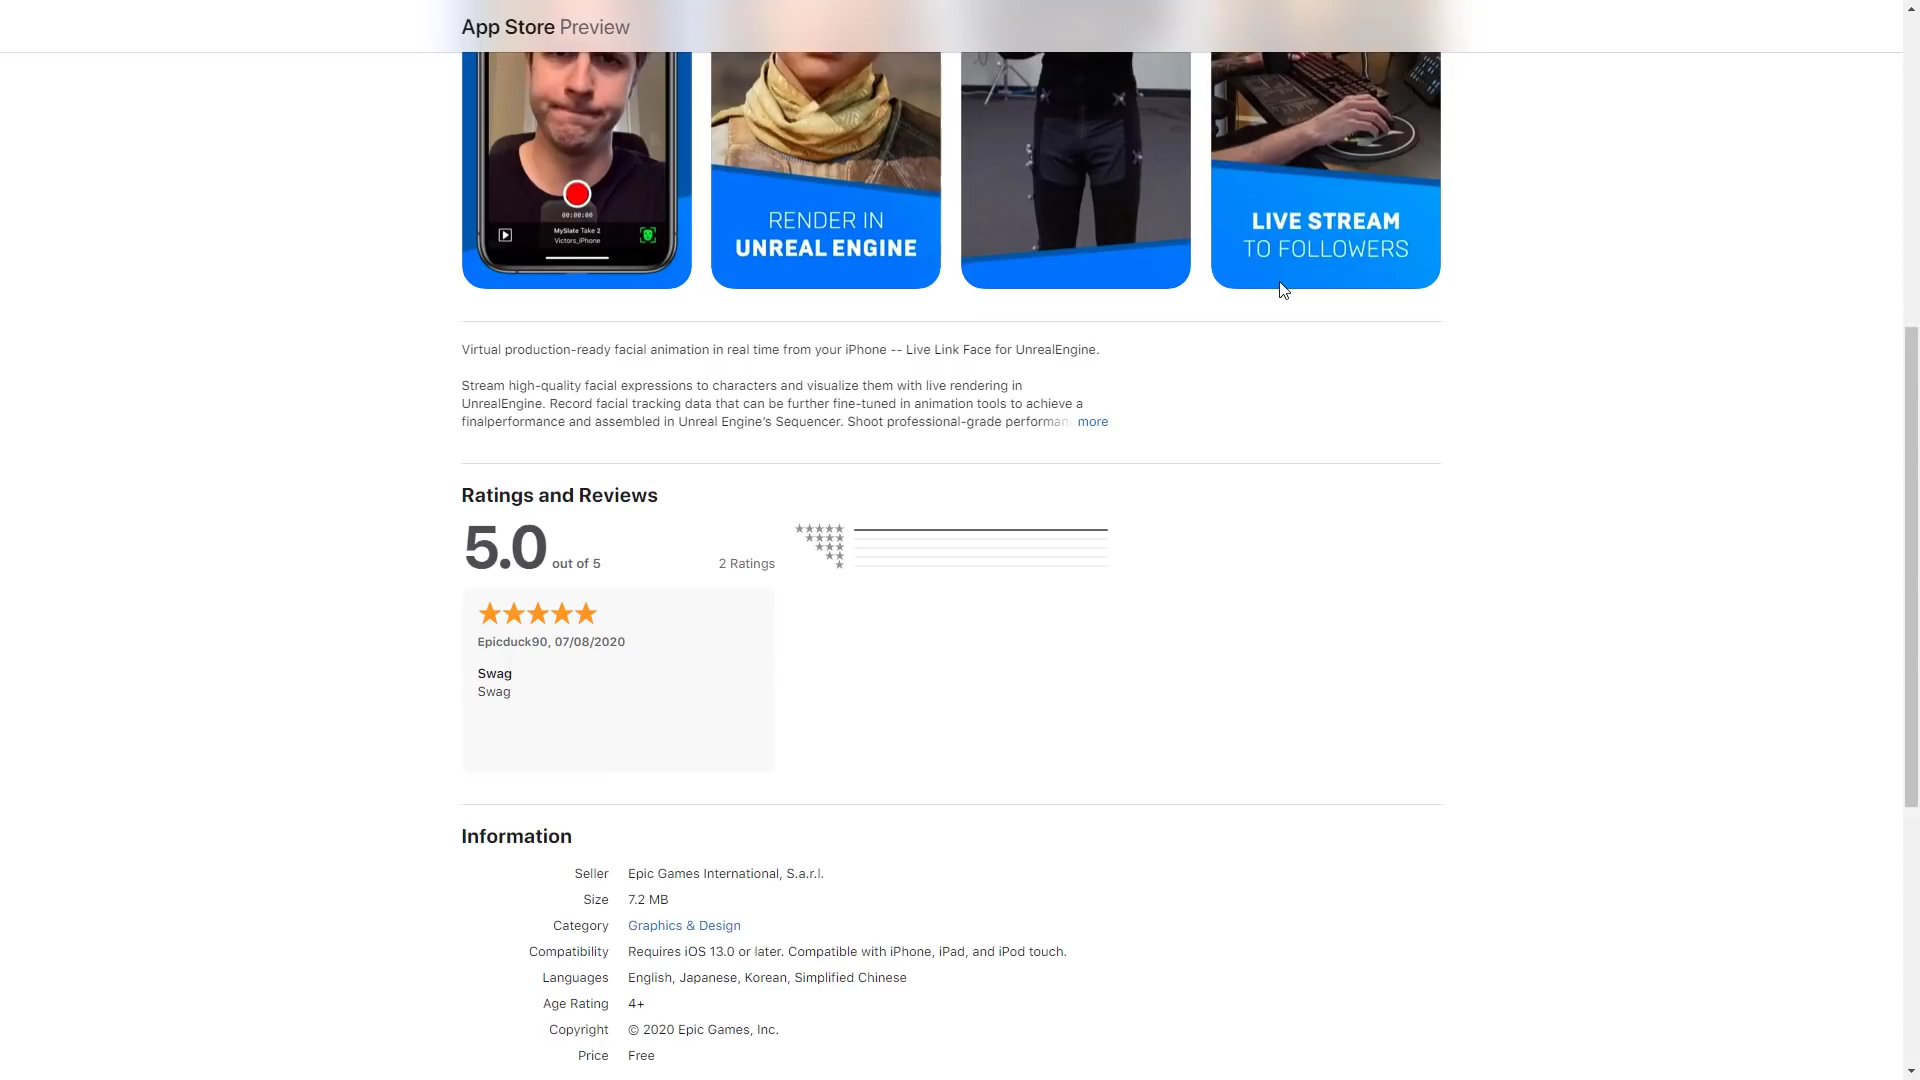 App Store Preview
00:00:00
MySlate Take 2
Victors_iPhone
RENDER IN
UNREAL ENGINE
LIVE STREAM
TO FOLLOWERS
Virtual production-ready facial animation in real time from your iPhone -- Live Link Face for UnrealEngine.
Stream high-quality facial expressions to characters and visualize them with live rendering in
UnrealEngine. Record facial tracking data that can be further fine-tuned in animation tools to achieve a
finalperformance and assembled in Unreal Engine’s Sequencer. Shoot professional-grade performan more
Ratings and Reviews
5.0 out of 5
2 Ratings
Epicduck90, 07/08/2020
Swag
Swag
Information
Seller Epic Games International, S.a.r.l.
Size 7.2 MB
Category Graphics & Design
Compatibility Requires iOS 13.0 or later. Compatible with iPhone, iPad, and iPod touch.
Languages English, Japanese, Korean, Simplified Chinese
Age Rating 4+
Copyright © 2020 Epic Games, Inc.
Price Free